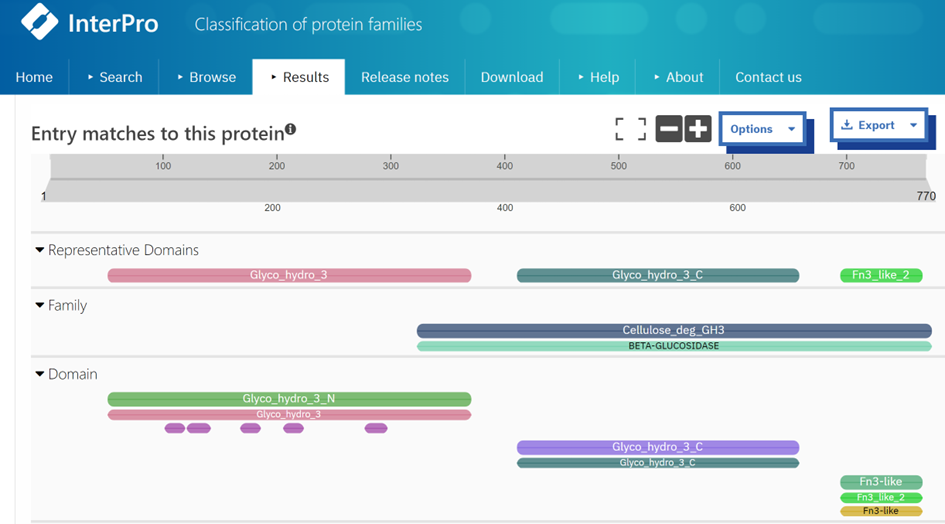 InterPro Classification of protein families
Home Search Browse Results Release notes Download Help About Contact us
Entry matches to this protein
Options Export
100 200 300 400 500 600 700
1 770
200 400 600
Representative Domains
Glyco_hydro_3 Glyco_hydro_3_C Fn3_like_2
Family
Cellulose_deg_GH3
BETA-GLUCOSIDASE
Domain
Glyco_hydro_3_N
Glyco_hydro_3
Glyco_hydro_3_C
Glyco_hydro_3_C
Fn3-like
Fn3_like_2
Fn3-like